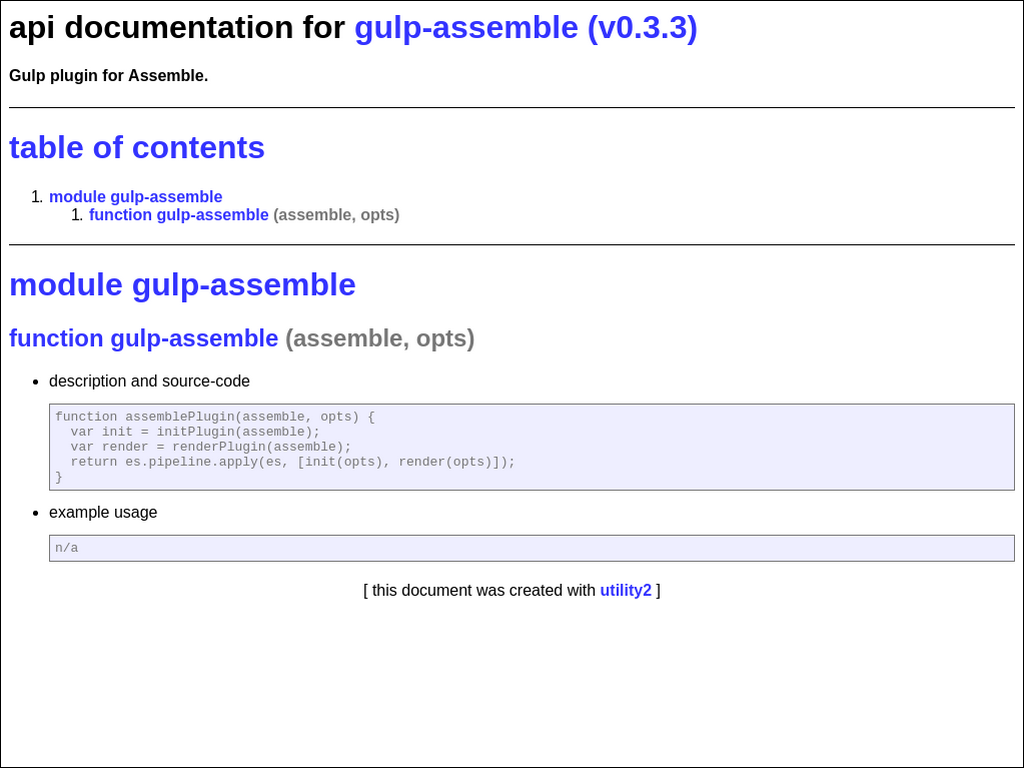 api documentation for gulp-assemble (v0.3.3)
Gulp plugin for Assemble.
table of contents
1. module gulp-assemble
1. function gulp-assemble (assemble, opts)
module gulp-assemble
function gulp-assemble (assemble, opts)
• description and source-code
function assemblePlugin(assemble, opts) {
  var init = initPlugin(assemble);
  var render = renderPlugin(assemble);
  return es.pipeline.apply(es, [init(opts), render(opts)]);
}
• example usage
n/a
[ this document was created with utility2 ]